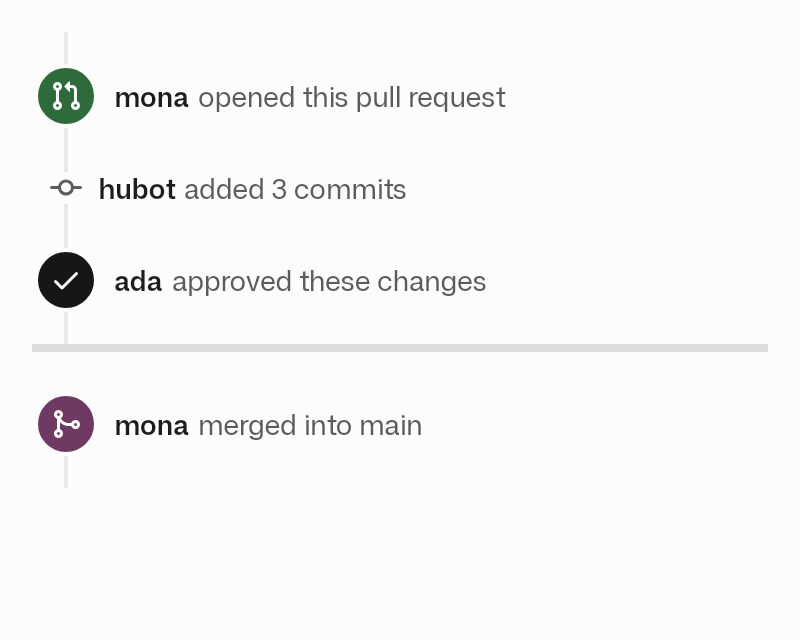 mona opened this pull request
hubot added 3 commits
ada approved these changes
mona merged into main